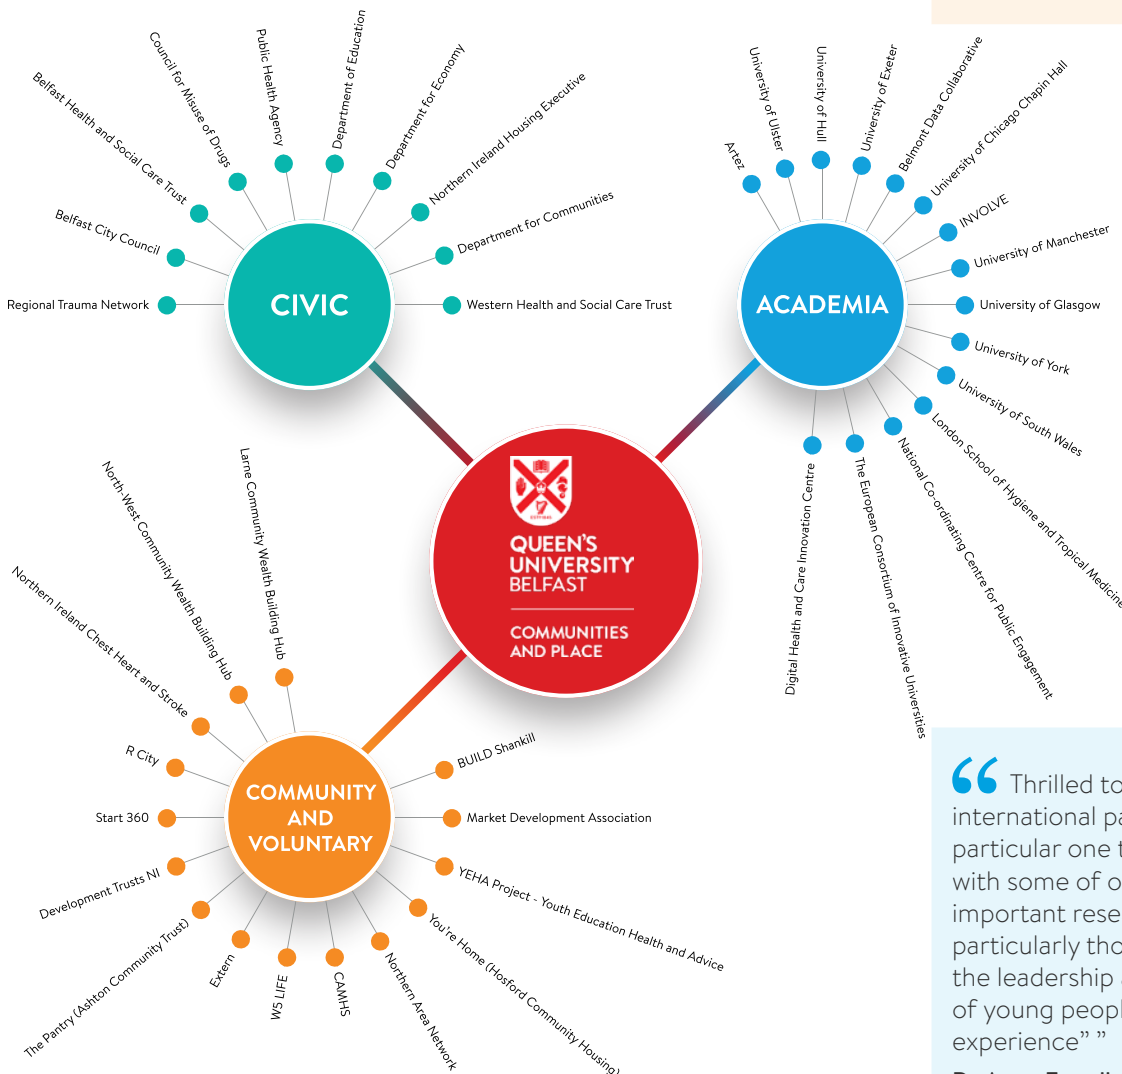 Regional Trauma Network
Belfast City Council
Belfast Health and Social Care Trust
Council for Misuse of Drugs
Public Health Agency
Department of Education
Department for Economy
Northern Ireland Housing Executive
Department for Communities
Western Health and Social Care Trust
CIVIC
Artez
University of Ulster
University of Hull
University of Exeter
Belmont Data Collaborative
University of Chicago Chapin Hall
INVOLVE
University of Manchester
University of Glasgow
University of York
University of South Wales
London School of Hygiene and Tropical Medicine
National Co-ordinating Centre for Public Engagement
The European Consortium of Innovative Universities
Digital Health and Care Innovation Centre
ACADEMIA
QUEEN'S
UNIVERSITY
BELFAST
COMMUNITIES
AND PLACE
Larne Community Wealth Building Hub
North-West Community Wealth Building Hub
Northern Ireland Chest Heart and Stroke
R City
Start 360
Development Trusts NI
The Pantry (Ashton Community Trust)
Extern
W5 LIFE
CAMHS
Northern Area Network
You're Home (Hosford Community Housing)
YEHA Project - Youth Education Health and Advice
Market Development Association
BUILD Shankill
COMMUNITY
AND
VOLUNTARY
“ Thrilled to
international pa
particular one t
with some of o
important rese
particularly tho
the leadership
of young peopl
experience” ”